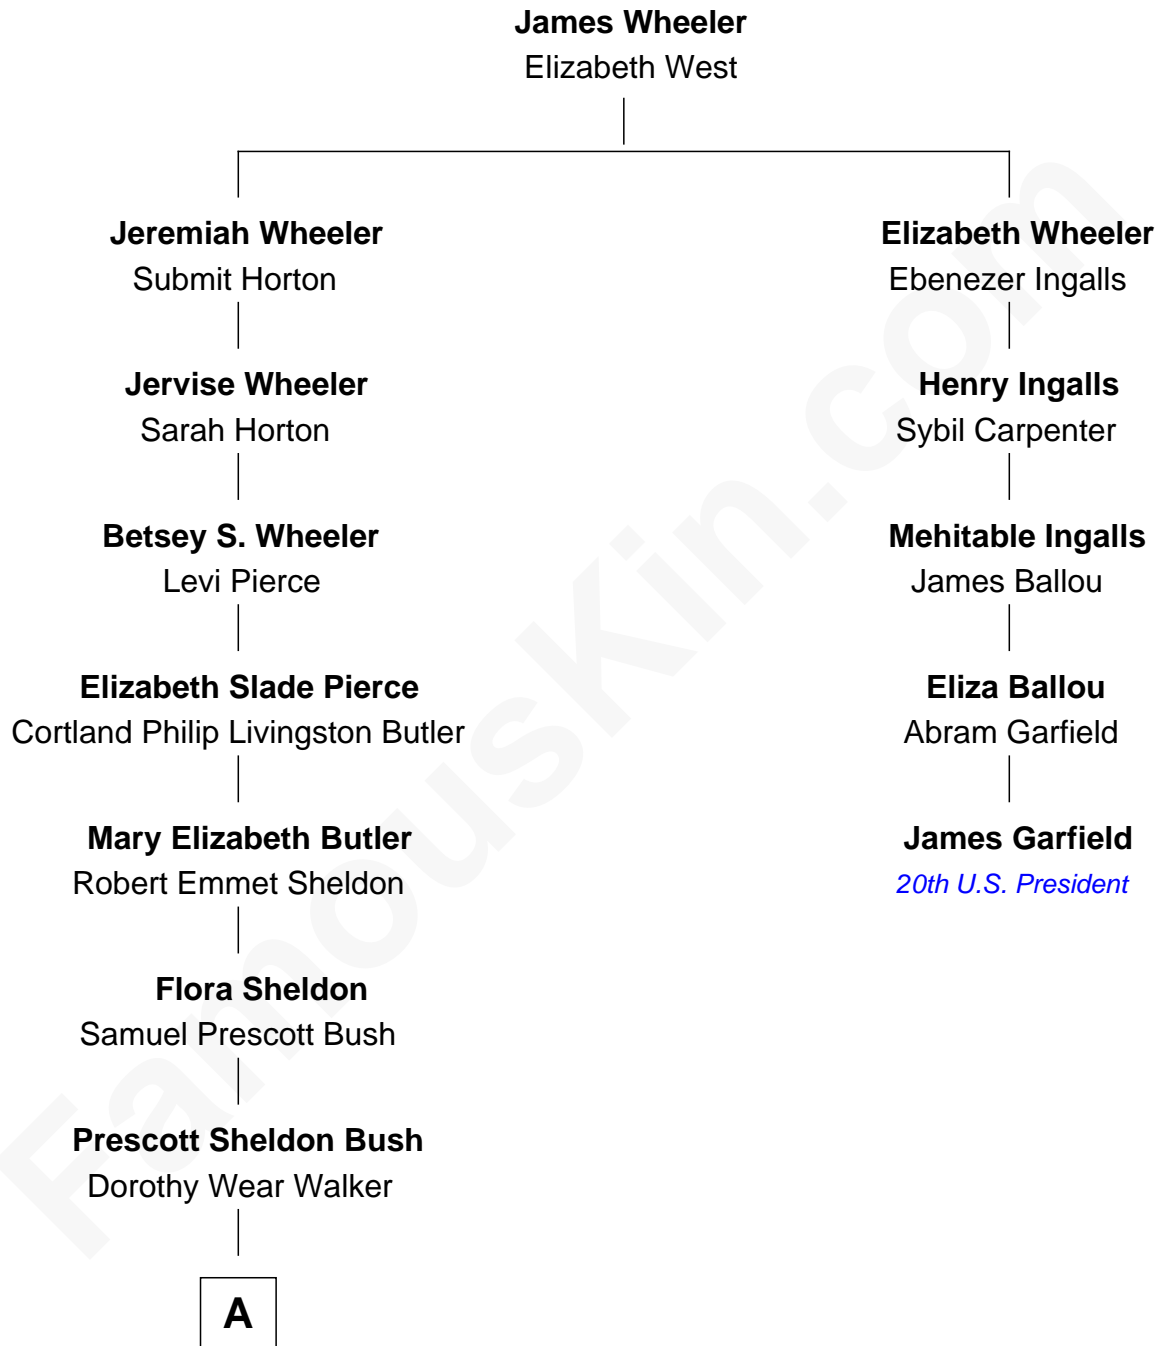 James Wheeler
Elizabeth West
Jeremiah Wheeler
Submit Horton
Jervise Wheeler
Sarah Horton
Betsey S. Wheeler
Levi Pierce
Elizabeth Slade Pierce
Cortland Philip Livingston Butler
Mary Elizabeth Butler
Robert Emmet Sheldon
Flora Sheldon
Samuel Prescott Bush
Prescott Sheldon Bush
Dorothy Wear Walker
A
Elizabeth Wheeler
Ebenezer Ingalls
Henry Ingalls
Sybil Carpenter
Mehitable Ingalls
James Ballou
Eliza Ballou
Abram Garfield
James Garfield
20th U.S. President
FamousKin.com